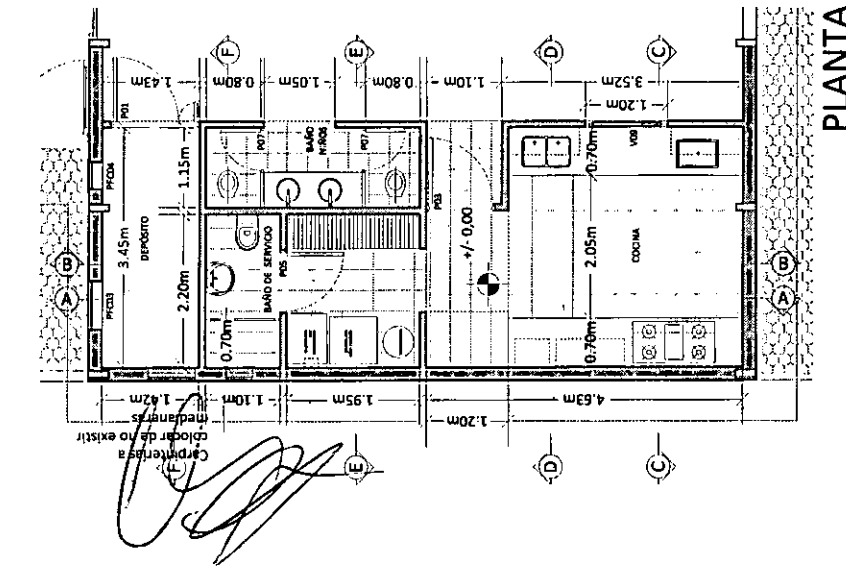 PLANTA
F
E
D
C
1.43m
0.80m
1.05m
0.80m
1.10m
3.52m
1.20m
P01
PFC04
1.15m
P07
BAÑO
NIÑOS
P07
V09
0.70m
B
A
3.45m
DEPÓSITO
P03
+/- 0,00
2.05m
COCINA
B
A
PFC03
2.20m
BAÑO DE SERVICIO
P05
0.70m
0.70m
1.42m
1.10m
1.95m
1.20m
4.63m
Carpinterías a
colocar de no existir
medianeras
F
E
D
C